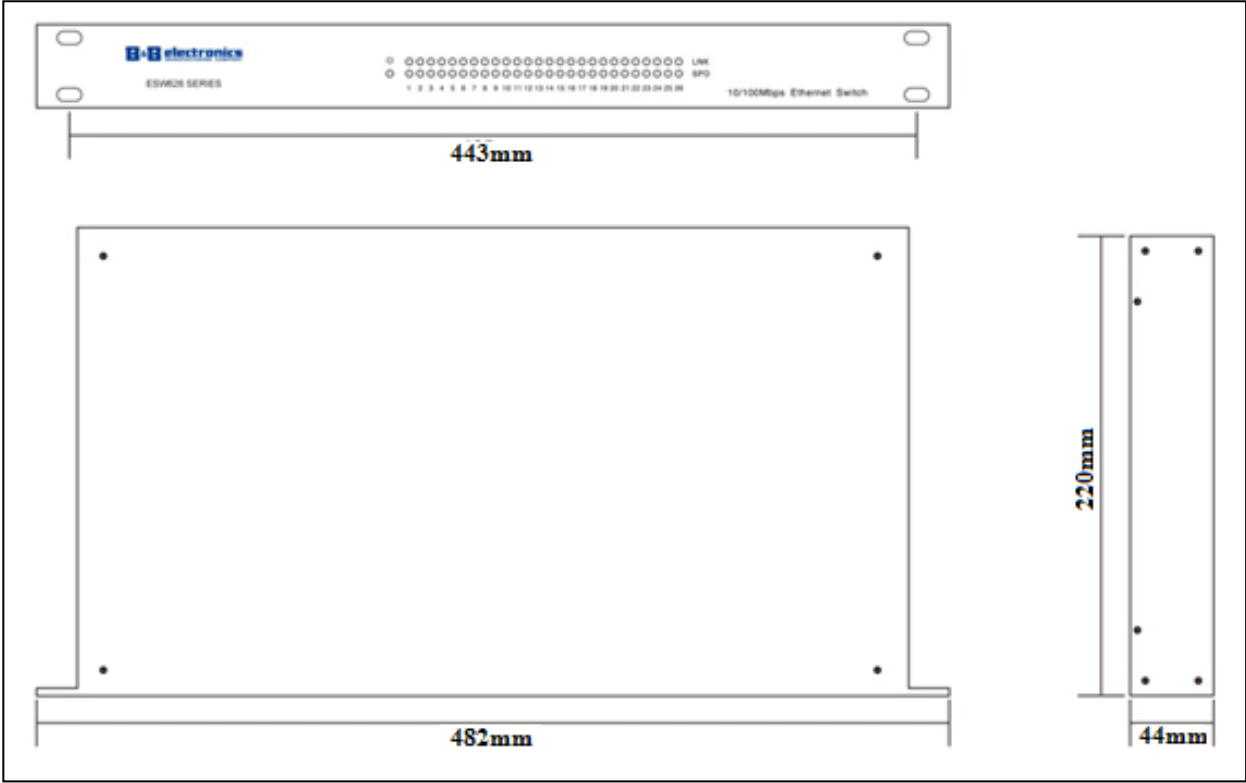 B&B electronics
LNK
SPD
ESW626 SERIES
1 2 3 4 5 6 7 8 9 10 11 12 13 14 15 16 17 18 19 20 21 22 23 24 25 26
10/100Mbps Ethernet Switch
443mm
220mm
482mm
44mm